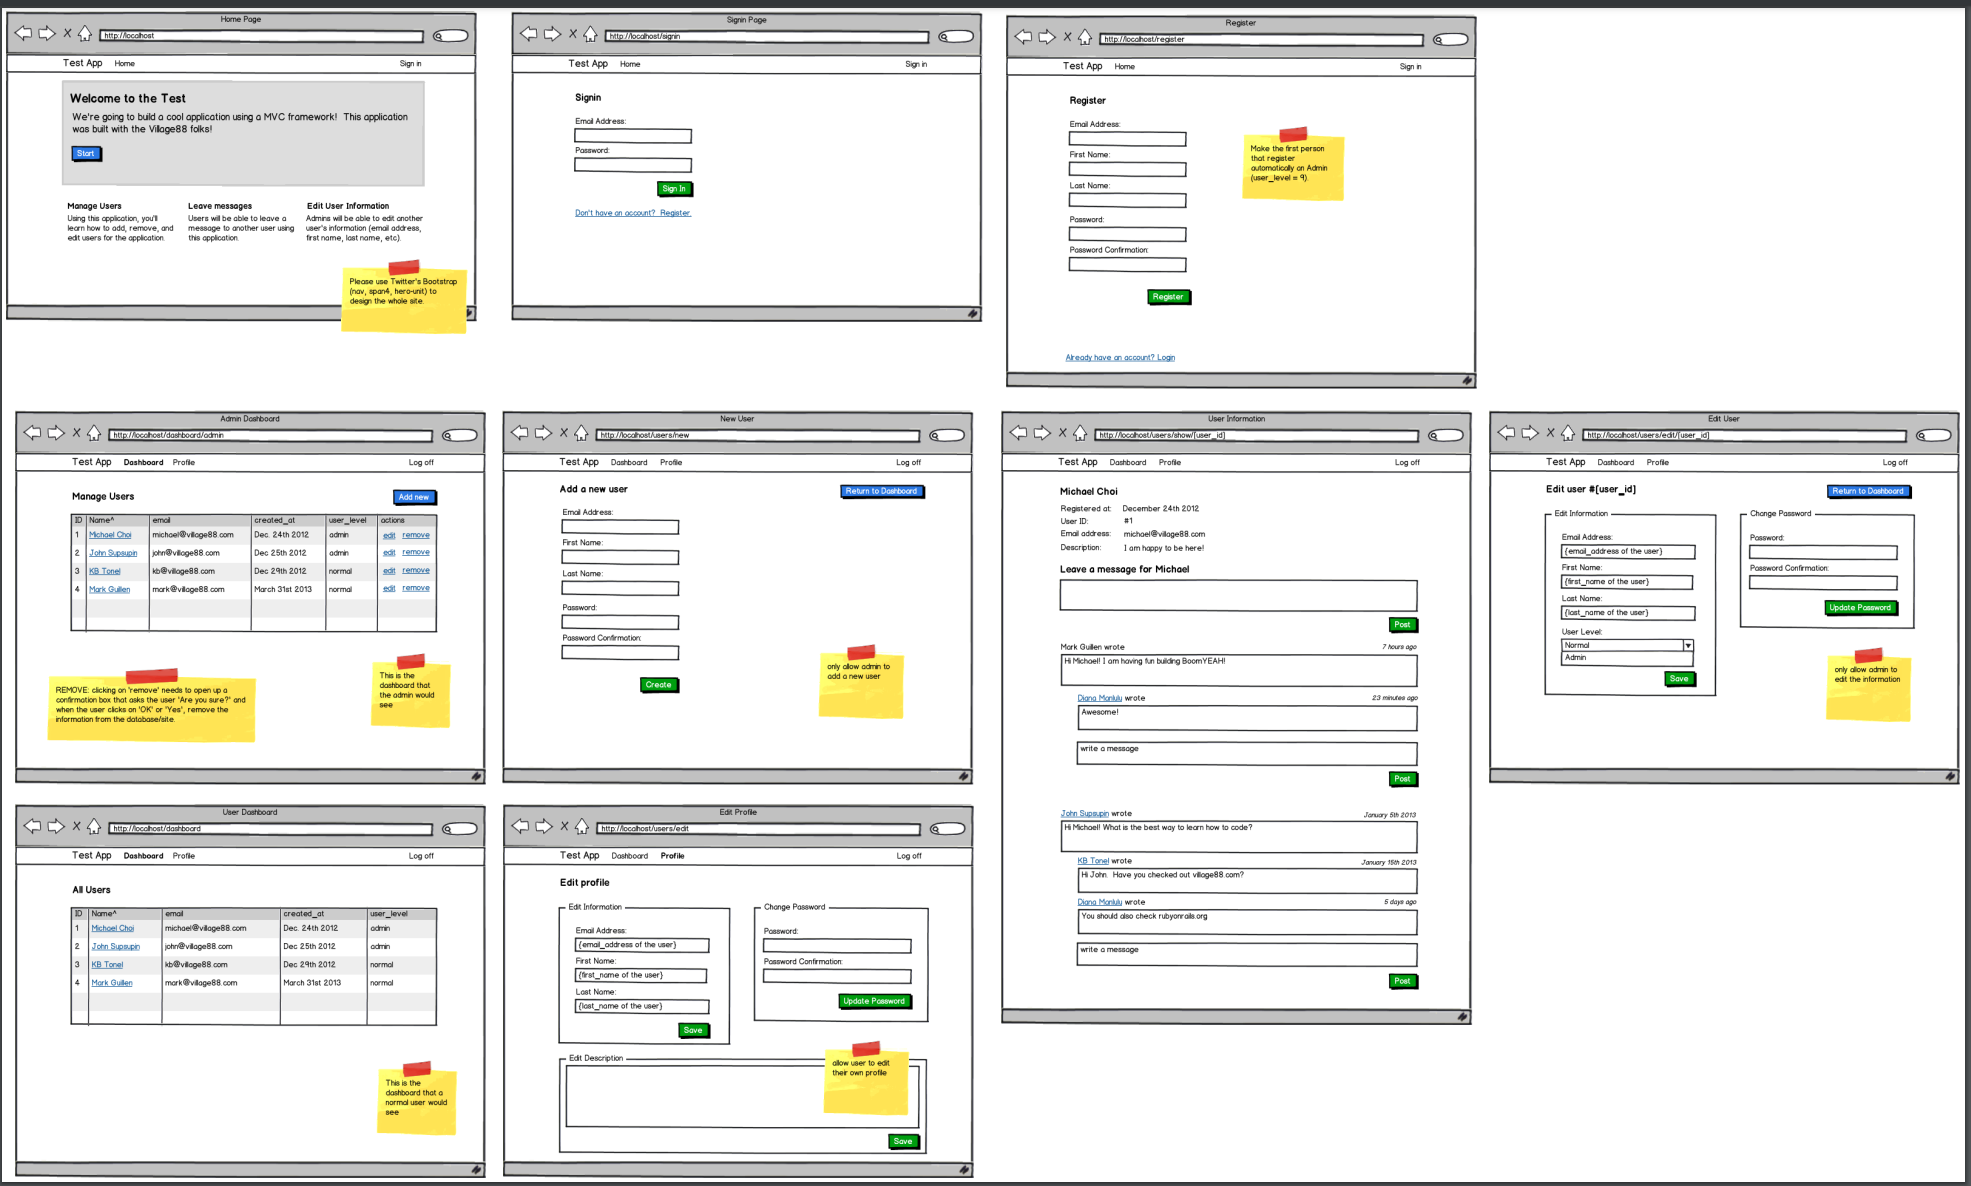 Home Page
http://localhost
Test App Home Sign in
Welcome to the Test
We're going to build a cool application using a MVC framework! This application
was built with the Village88 folks!
Start
Manage Users
Using this application, you'll
learn how to add, remove, and
edit users for the application.
Leave messages
Users will be able to leave a
message to another user using
this application.
Edit User Information
Admins will be able to edit another
user's information (email address,
first name, last name, etc).
Please use Twitter's Bootstrap
(nav, span4, hero-unit) to
design the whole site.
Signin Page
http://localhost/signin
Test App Home Sign in
Signin
Email Address:
Password:
Sign In
Don't have an account? Register.
Register
http://localhost/register
Test App Home Sign in
Register
Email Address:
First Name:
Last Name:
Password:
Password Confirmation:
Register
Already have an account? Login
Make the first person
that register
automatically an Admin
(user_level = 9).
Admin Dashboard
http://localhost/dashboard/admin
Test App Dashboard Profile Log off
Manage Users Add new
ID Name^ email created_at user_level actions
1 Michael Choi michael@village88.com Dec. 24th 2012 admin edit remove
2 John Supsupin john@village88.com Dec 25th 2012 admin edit remove
3 KB Tonel kb@village88.com Dec 29th 2012 normal edit remove
4 Mark Guillen mark@village88.com March 31st 2013 normal edit remove
REMOVE: clicking on 'remove' needs to open up a
confirmation box that asks the user 'Are you sure?' and
when the user clicks on 'OK' or 'Yes', remove the
information from the database/site.
This is the
dashboard that
the admin would
see
New User
http://localhost/users/new
Test App Dashboard Profile Log off
Add a new user Return to Dashboard
Email Address:
First Name:
Last Name:
Password:
Password Confirmation:
Create
only allow admin to
add a new user
User Information
http://localhost/users/show/[user_id]
Test App Dashboard Profile Log off
Michael Choi
Registered at: December 24th 2012
User ID: #1
Email address: michael@village88.com
Description: I am happy to be here!
Leave a message for Michael
Post
Mark Guillen wrote 7 hours ago
Hi Michael! I am having fun building BoomYEAH!
Diana Manlulu wrote 23 minutes ago
Awesome!
write a message
Post
John Supsupin wrote January 5th 2013
Hi Michael! What is the best way to learn how to code?
KB Tonel wrote January 15th 2013
Hi John. Have you checked out village88.com?
Diana Manlulu wrote 5 days ago
You should also check rubyonrails.org
write a message
Post
Edit User
http://localhost/users/edit/[user_id]
Test App Dashboard Profile Log off
Edit user #[user_id] Return to Dashboard
Edit Information
Email Address:
{email_address of the user}
First Name:
{first_name of the user}
Last Name:
{last_name of the user}
User Level:
Normal
Admin
Save
Change Password
Password:
Password Confirmation:
Update Password
only allow admin to
edit the information
User Dashboard
http://localhost/dashboard
Test App Dashboard Profile Log off
All Users
ID Name^ email created_at user_level
1 Michael Choi michael@village88.com Dec. 24th 2012 admin
2 John Supsupin john@village88.com Dec 25th 2012 admin
3 KB Tonel kb@village88.com Dec 29th 2012 normal
4 Mark Guillen mark@village88.com March 31st 2013 normal
This is the
dashboard that a
normal user would
see
Edit Profile
http://localhost/users/edit
Test App Dashboard Profile Log off
Edit profile
Edit Information
Email Address:
{email_address of the user}
First Name:
{first_name of the user}
Last Name:
{last_name of the user}
Save
Change Password
Password:
Password Confirmation:
Update Password
Edit Description
allow user to edit
their own profile
Save